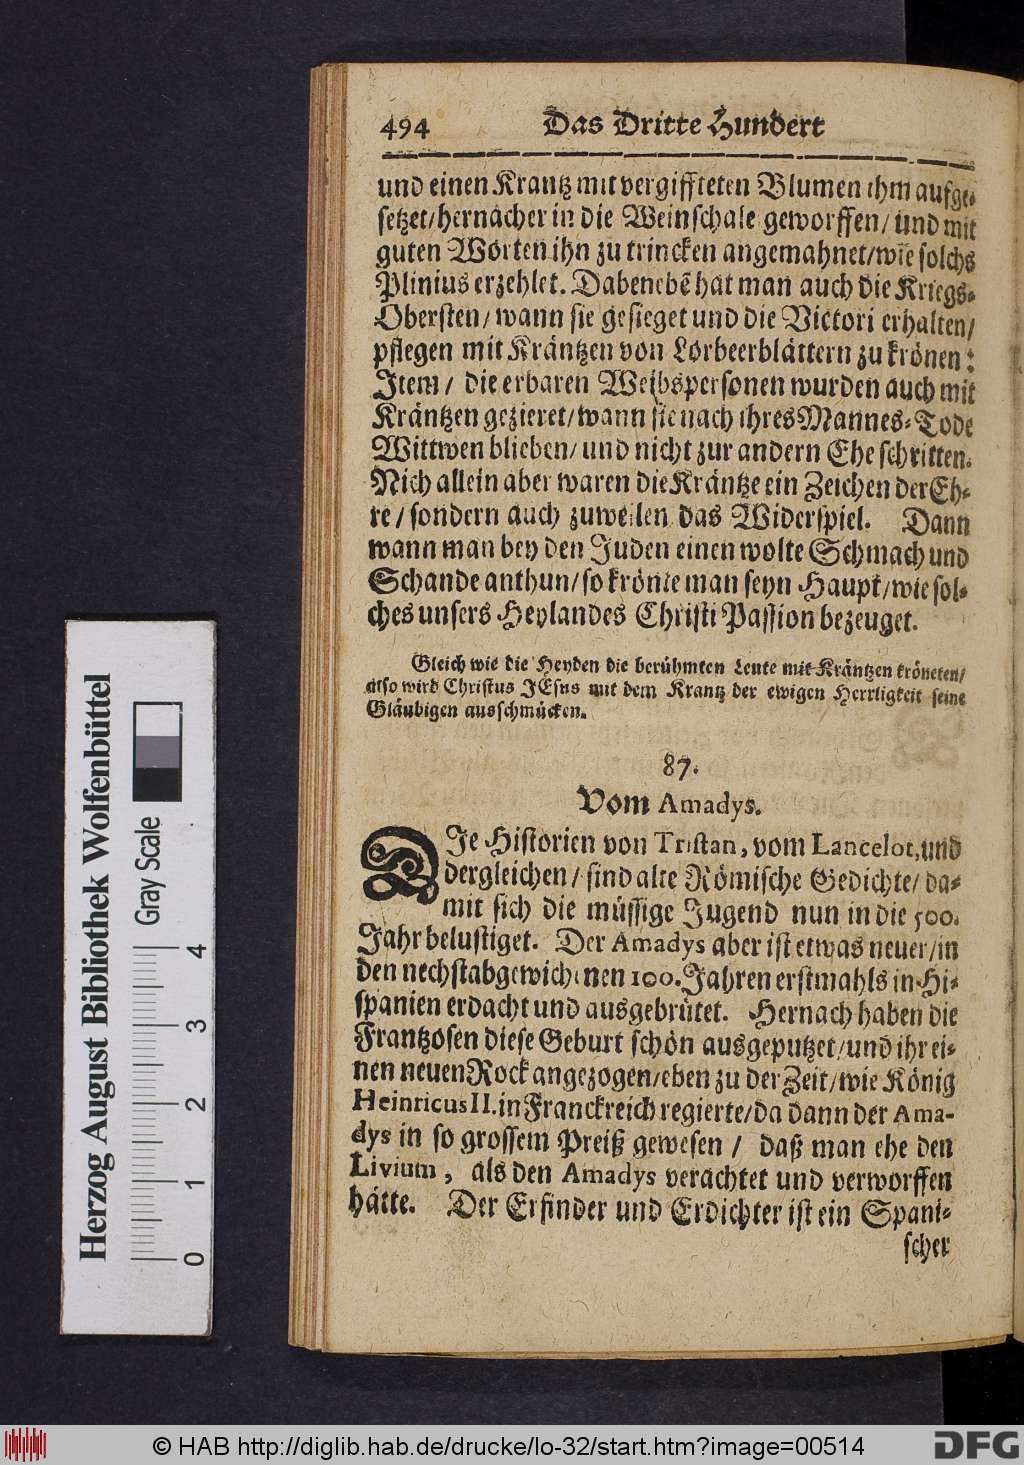 494 Das Dritte Hundert
und einen Krantz mit vergiffteten Blumen ihm aufge-
setzet/hernacher in die Weinschale geworffen/ und mit
guten Worten ihn zu trincken angemahnet/wie solchs
Plinius erzehlet. Dabenebẽ hat man auch die Kriegs-
Obersten/ wann sie gesieget und die Victori erhalten/
pflegen mit Kräntzen von Lorbeerblättern zu krönen:
Item/ die erbaren Weibspersonen wurden auch mit
Kräntzen gezieret/wann sie nach ihres Mannes-Tode
Wittwen blieben/ und nicht zur andern Ehe schritten.
Nich allein aber waren die Kräntze ein Zeichen der Eh-
re/ sondern auch zuweilen das Widerspiel. Dann
wann man bey den Juden einen wolte Schmach und
Schande anthun/so krönte man seyn Haupt/wie sol-
ches unsers Heylandes Christi Passion bezeuget.
Gleich wie die Heyden die berühmten Leute mit Kräntzen kröneten/
also wird Christus JEsus mit dem Krantz der ewigen Herrligkeit seine
Gläubigen ausschmücken.
87.
Vom Amadys.
DIe Historien von Tristan, vom Lancelot, und
dergleichen/ sind alte Römische Gedichte/ da-
mit sich die müssige Jugend nun in die 500.
Jahr belustiget. Der Amadys aber ist etwas neuer/in
den nechstabgewichenen 100. Jahren erstmahls in Hi-
spanien erdacht und ausgebrütet. Hernach haben die
Frantzosen diese Geburt schön ausgeputzet/und ihr ei-
nen neuen Rock angezogen/eben zu der Zeit/wie König
Heinricus II. in Franckreich regierte/da dann der Ama-
dys in so grossem Preiß gewesen / daß man ehe den
Livium, als den Amadys verachtet und verworffen
hätte. Der Erfinder und Erdichter ist ein Spani-
scher
Herzog August Bibliothek Wolfenbüttel
Gray Scale
0 1 2 3 4
© HAB http://diglib.hab.de/drucke/lo-32/start.htm?image=00514
DFG